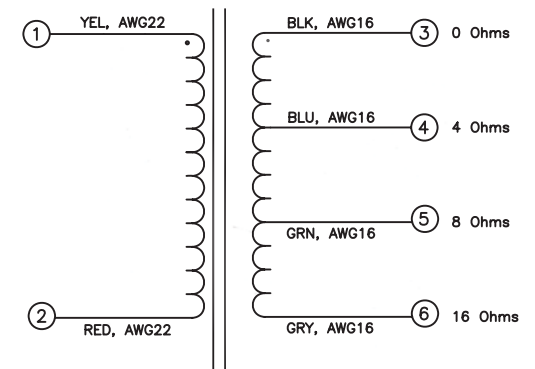 1 YEL, AWG22
BLK, AWG16 3 0 Ohms
BLU, AWG16 4 4 Ohms
GRN, AWG16 5 8 Ohms
2 RED, AWG22
GRY, AWG16 6 16 Ohms